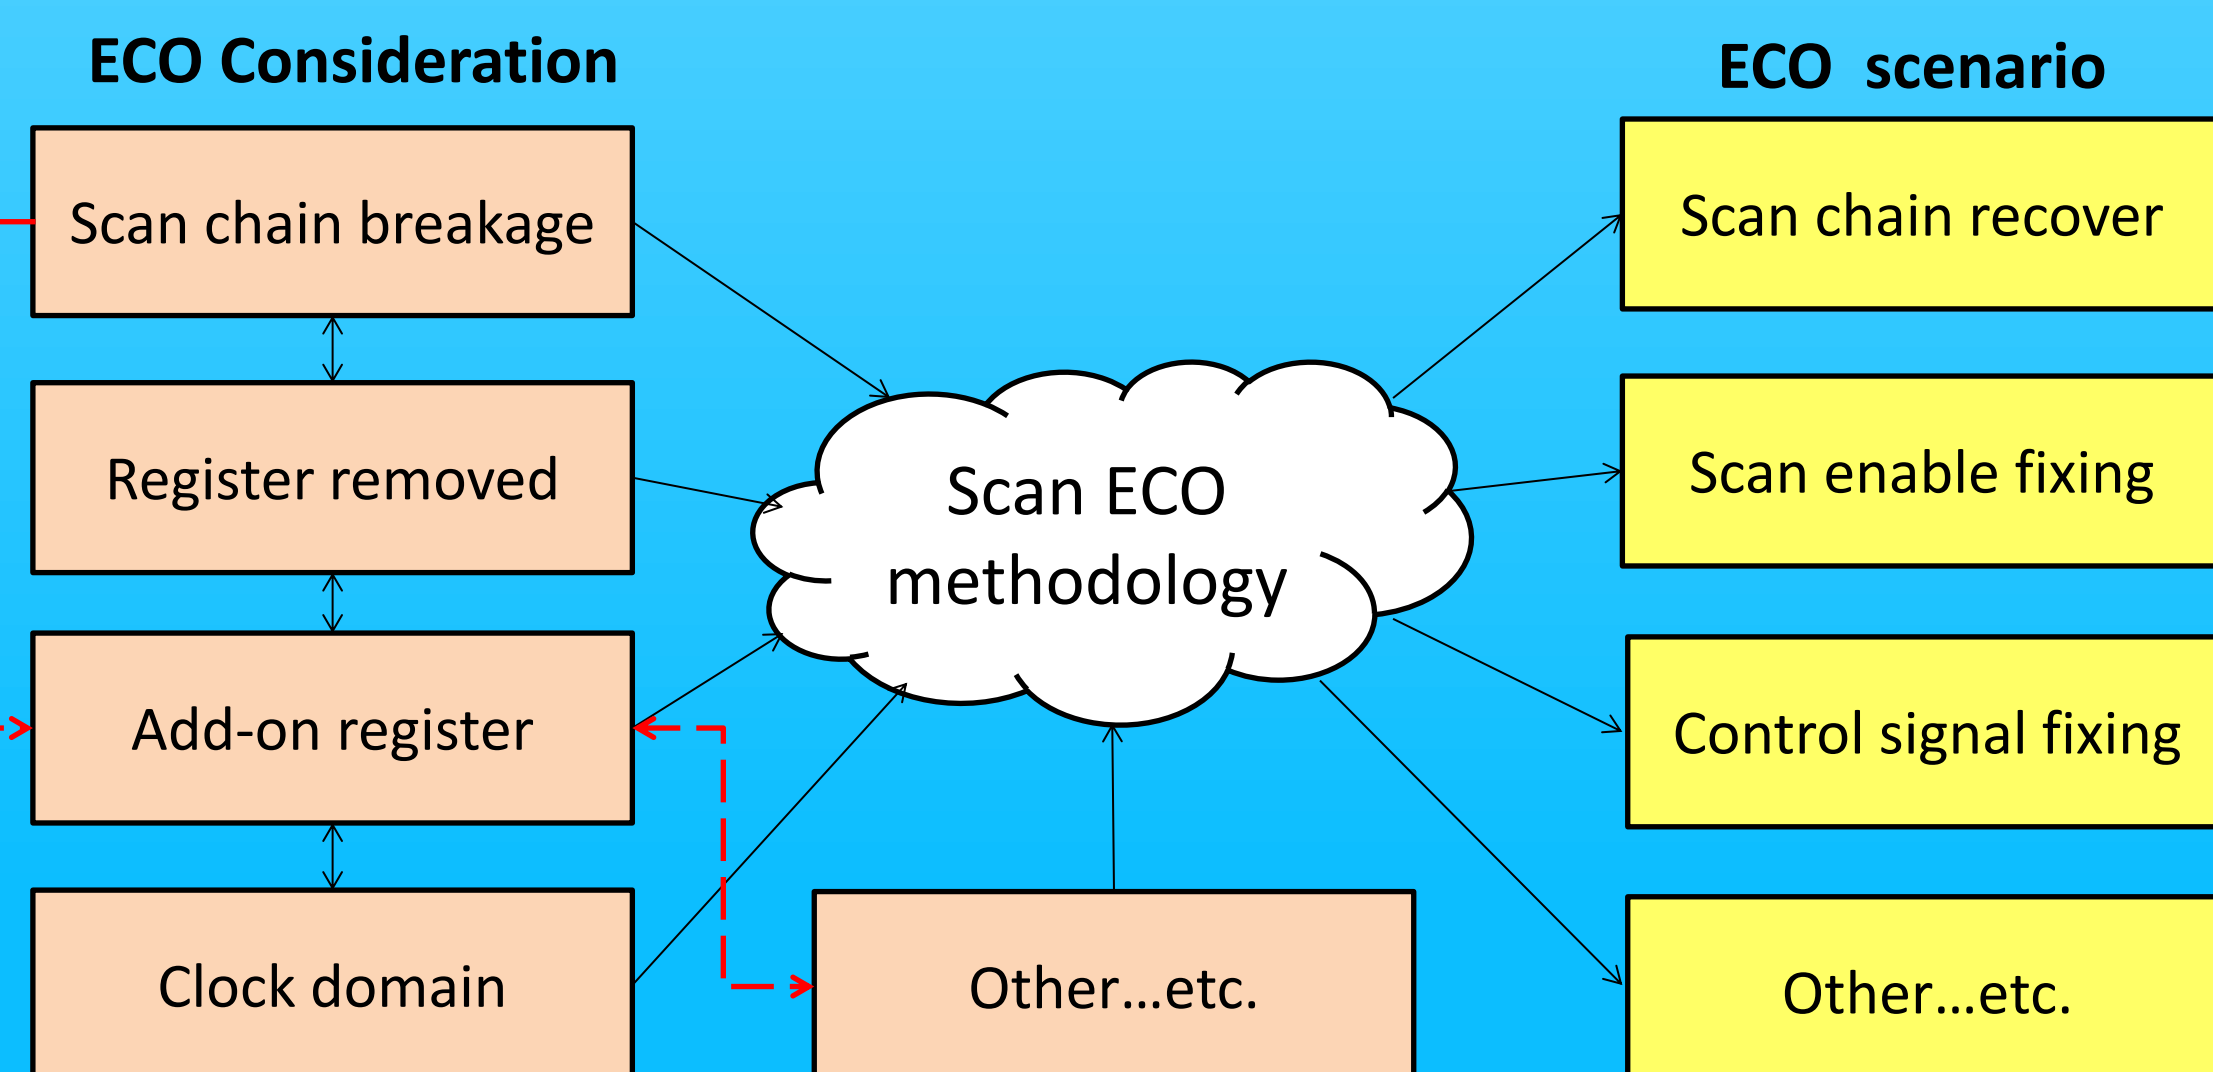 ECO Consideration
ECO  scenario
Scan chain breakage
Scan chain recover
Register removed
Scan ECO
methodology
Scan enable fixing
Add-on register
Control signal fixing
Clock domain
Other...etc.
Other...etc.